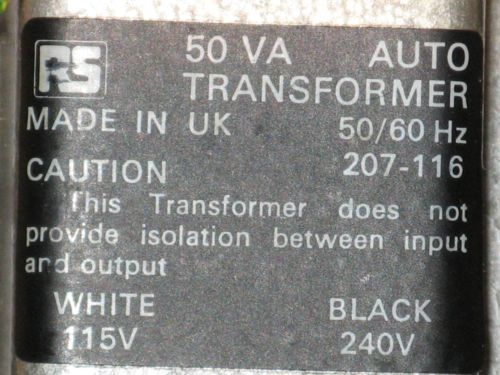 RS 50 VA AUTO
TRANSFORMER
MADE IN UK 50/60 Hz
CAUTION 207-116
This Transformer does not
provide isolation between input
and output
WHITE BLACK
115V 240V